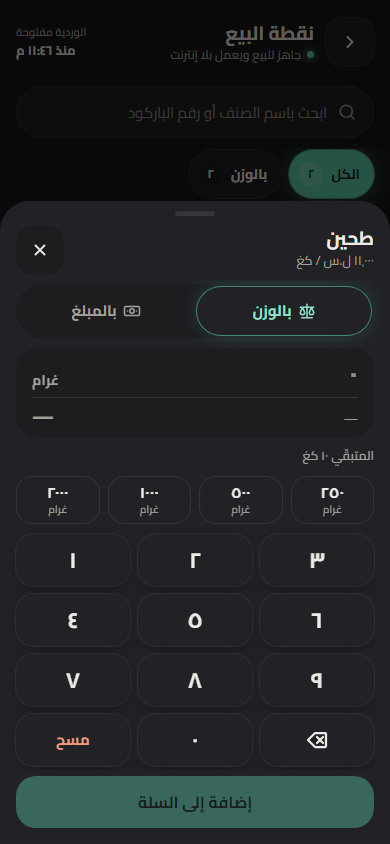 نقطة البيع
جاهز للبيع ويعمل بلا إنترنت
الوردية مفتوحة
منذ ١١:٤٦ م
ابحث باسم الصنف أو رقم الباركود
الكل ٢
بالوزن ٢
طحين
١١,٠٠٠ ل.س / كغ
بالوزن
بالمبلغ
٠ غرام
— —
المتبقّي ١٠ كغ
٢٥٠ ٥٠٠ ١٠٠٠ ٢٠٠٠
غرام غرام غرام غرام
١ ٢ ٣
٤ ٥ ٦
٧ ٨ ٩
مسح ٠
إضافة إلى السلة